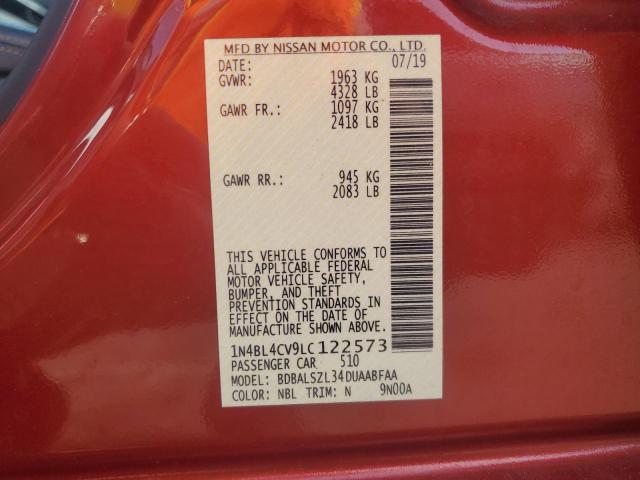 MFD BY NISSAN MOTOR CO., LTD.
DATE: 07/19
GVWR: 1963 KG
4328 LB
GAWR FR.: 1097 KG
2418 LB
GAWR RR.: 945 KG
2083 LB
THIS VEHICLE CONFORMS TO
ALL APPLICABLE FEDERAL
MOTOR VEHICLE SAFETY,
BUMPER, AND THEFT
PREVENTION STANDARDS IN
EFFECT ON THE DATE OF
MANUFACTURE SHOWN ABOVE.
1N4BL4CV9LC122573
PASSENGER CAR 510
MODEL: BDBALSZL34DUAABFAA
COLOR: NBL TRIM: N 9N00A